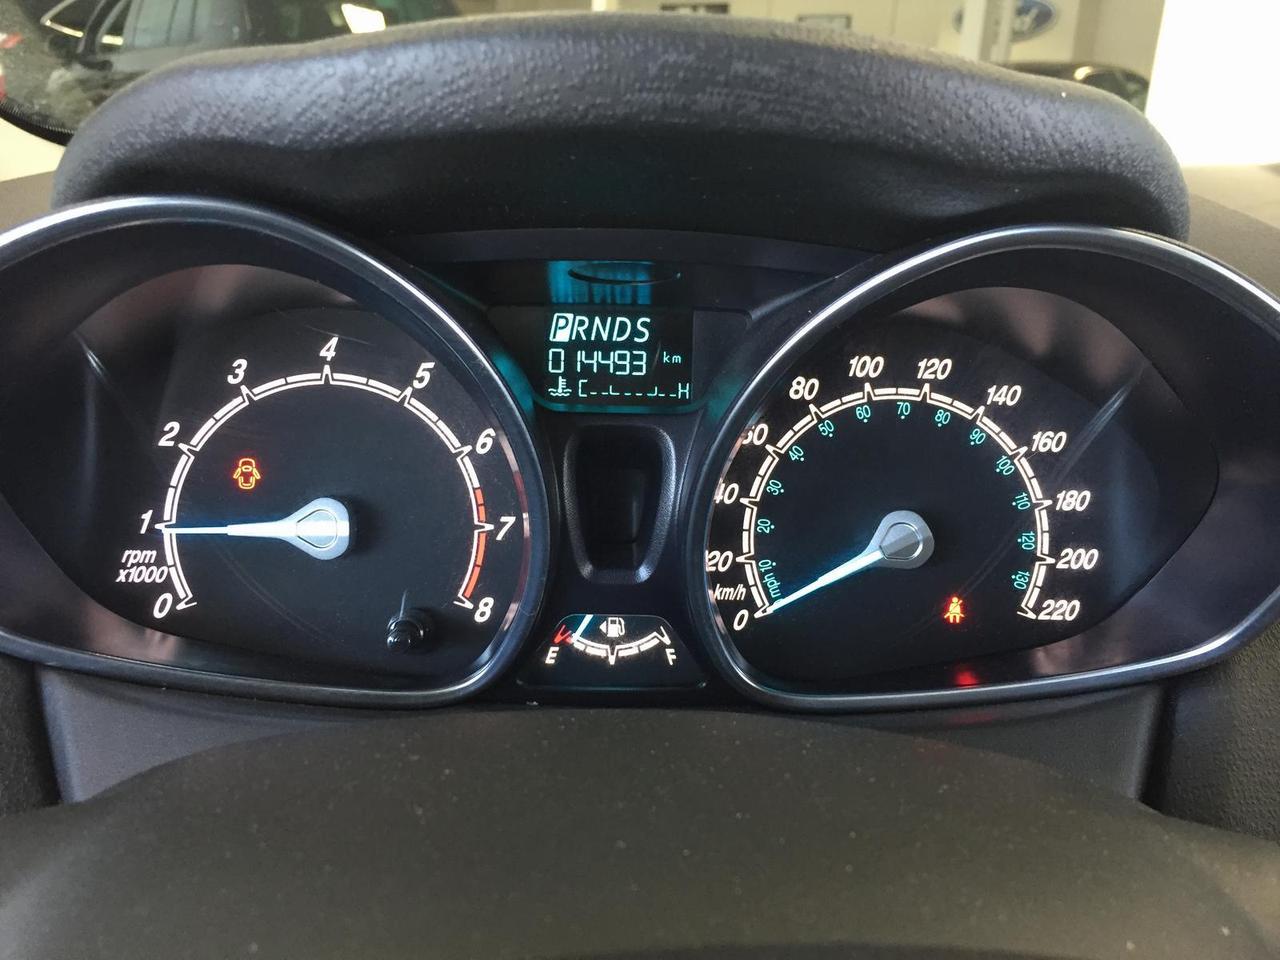 Ford
PRNDS
014493 km
C H
0 1 2 3 4 5 6 7 8
rpm
x1000
E F
0 20 40 60 80 100 120 140 160 180 200 220
km/h
10 20 30 40 50 60 70 80 90 100 110 120 130
mph